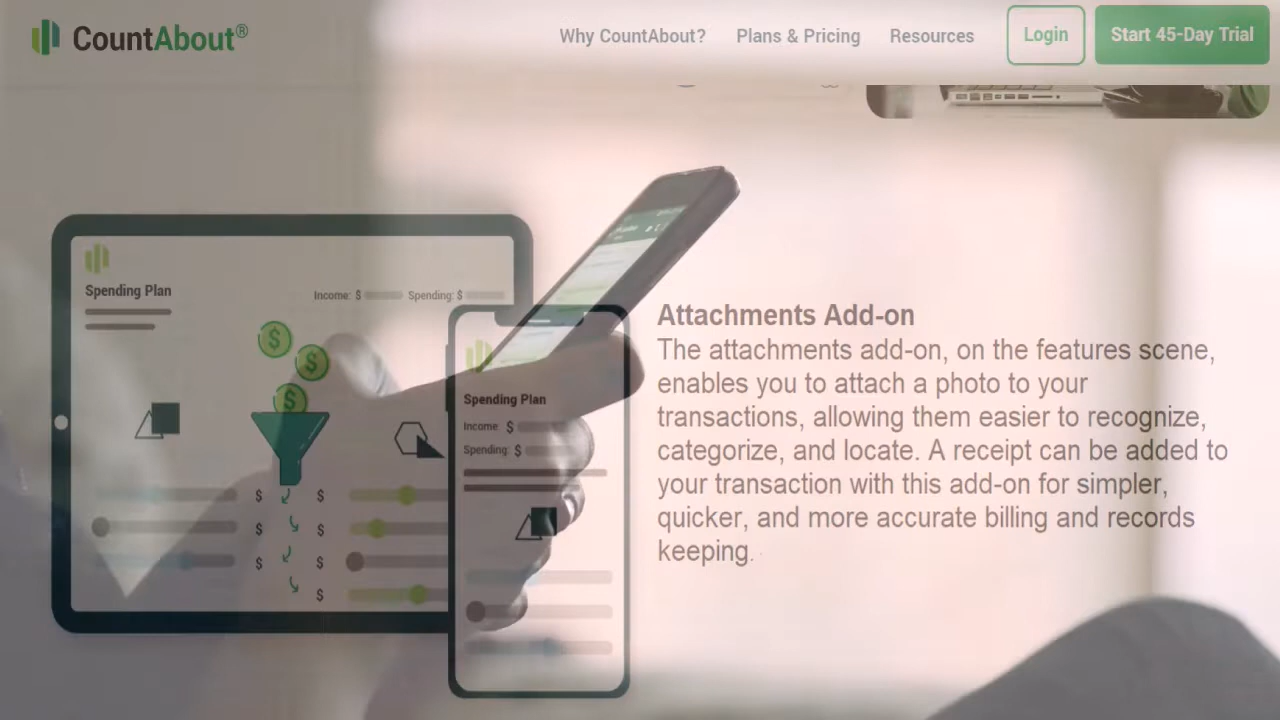 CountAbout®
Why CountAbout?
Plans & Pricing
Resources
Login
Start 45-Day Trial
Spending Plan
Income: $
Spending: $
$
$
$
Spending Plan
Income: $
Spending: $
$ $
$ $
$ $
$
Attachments Add-on
The attachments add-on, on the features scene,
enables you to attach a photo to your
transactions, allowing them easier to recognize,
categorize, and locate. A receipt can be added to
your transaction with this add-on for simpler,
quicker, and more accurate billing and records
keeping.